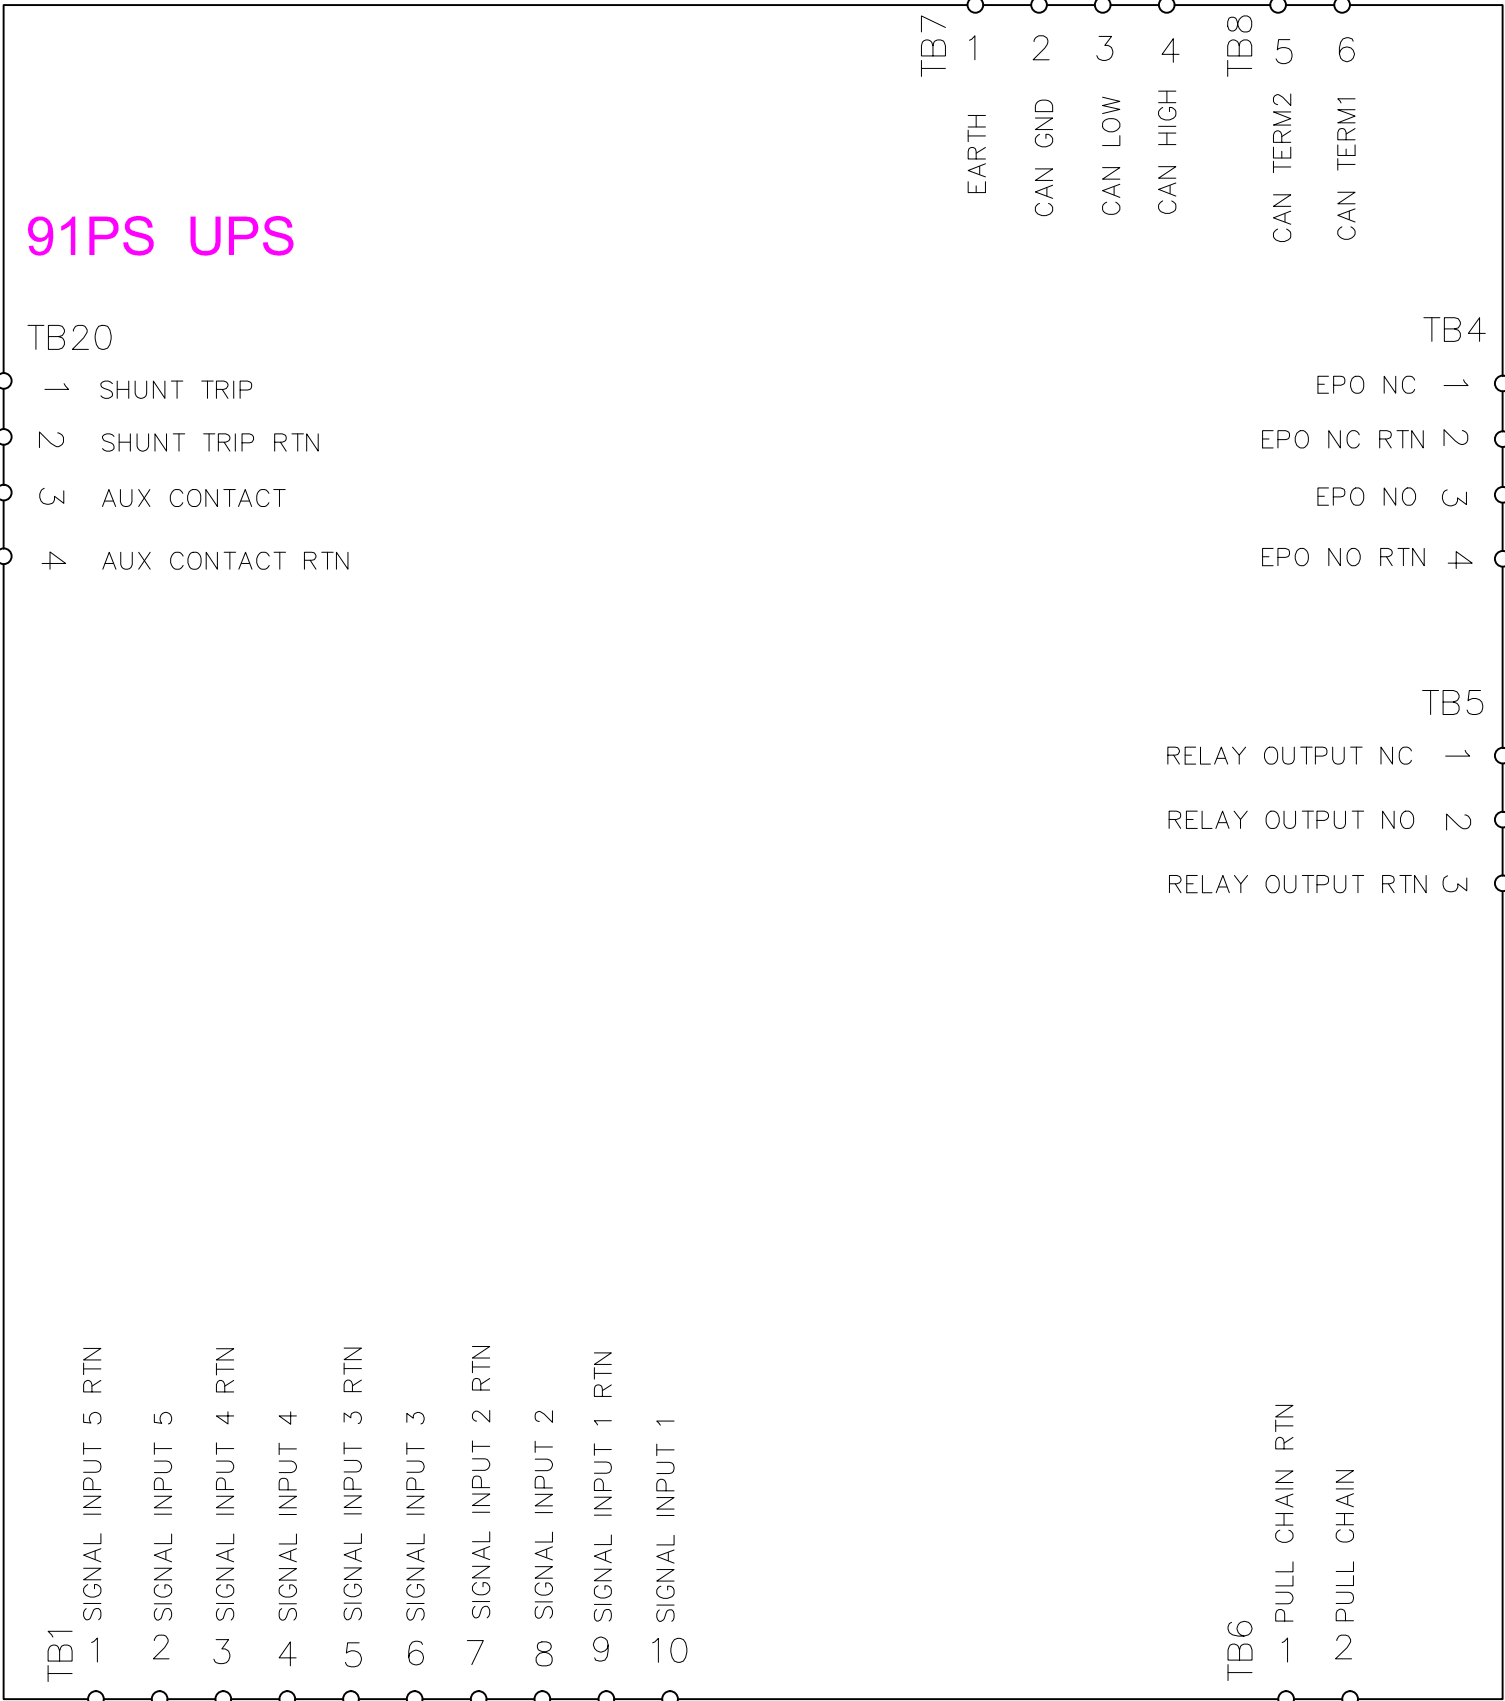 TB7 1 2 3 4
EARTH
CAN GND
CAN LOW
CAN HIGH
TB8 5 6
CAN TERM2
CAN TERM1
91PS UPS
TB20
1 SHUNT TRIP
2 SHUNT TRIP RTN
3 AUX CONTACT
4 AUX CONTACT RTN
TB4
EPO NC 1
EPO NC RTN 2
EPO NO 3
EPO NO RTN 4
TB5
RELAY OUTPUT NC 1
RELAY OUTPUT NO 2
RELAY OUTPUT RTN 3
TB1
1 SIGNAL INPUT 5 RTN
2 SIGNAL INPUT 5
3 SIGNAL INPUT 4 RTN
4 SIGNAL INPUT 4
5 SIGNAL INPUT 3 RTN
6 SIGNAL INPUT 3
7 SIGNAL INPUT 2 RTN
8 SIGNAL INPUT 2
9 SIGNAL INPUT 1 RTN
10 SIGNAL INPUT 1
TB6
1 PULL CHAIN RTN
2 PULL CHAIN